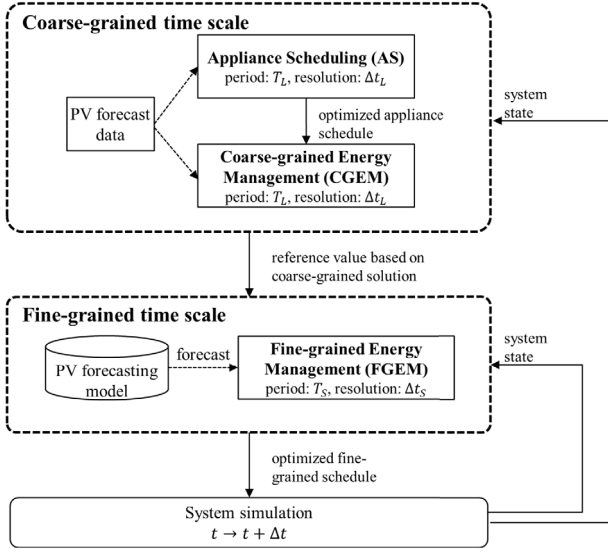 Coarse-grained time scale
Appliance Scheduling (AS)
period: T_L, resolution: Δt_L
PV forecast
data
optimized appliance
schedule
system
state
Coarse-grained Energy
Management (CGEM)
period: T_L, resolution: Δt_L
reference value based on
coarse-grained solution
Fine-grained time scale
PV forecasting
model
forecast
Fine-grained Energy
Management (FGEM)
period: T_S, resolution: Δt_S
system
state
optimized fine-
grained schedule
System simulation
t → t + Δt